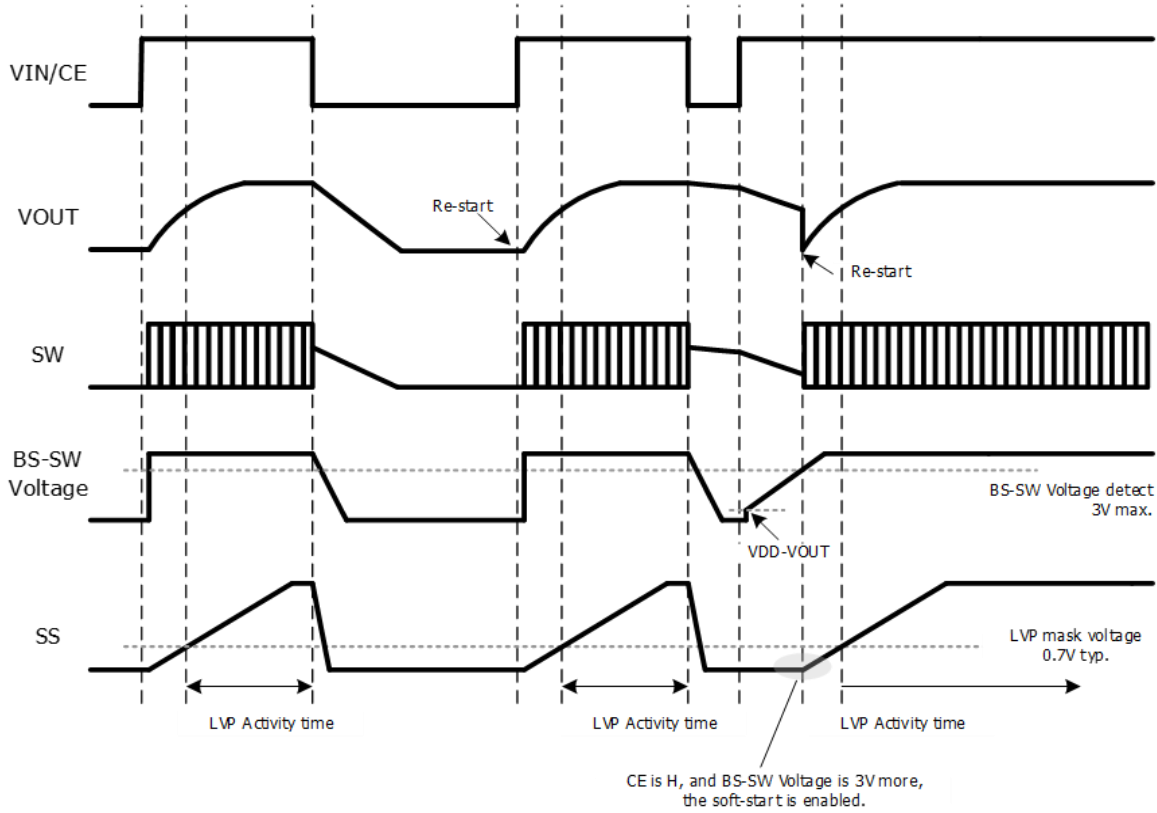 VIN/CE
VOUT
Re-start
Re-start
SW
BS-SW
Voltage
BS-SW Voltage detect
3V max.
VDD-VOUT
SS
LVP mask voltage
0.7V typ.
LVP Activity time
LVP Activity time
LVP Activity time
CE is H, and BS-SW Voltage is 3V more,
the soft-start is enabled.